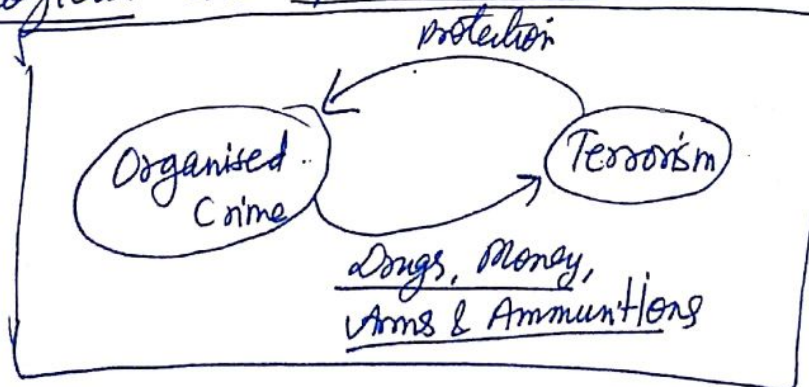 protection
Organised
Crime
Terrorism
Drugs, Money,
Arms & Ammunitions